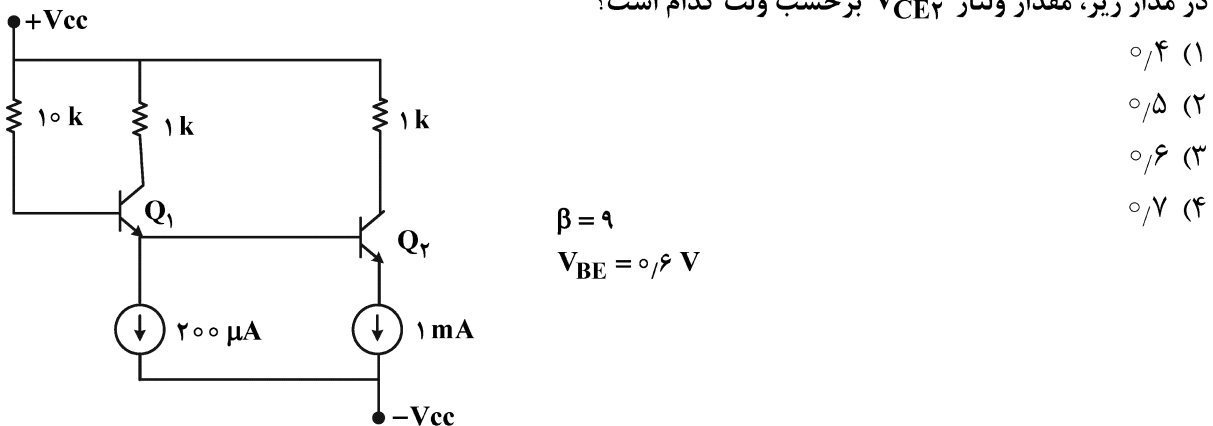 در مدار زیر، مقدار ولتاژ V_CE۲ برحسب ولت کدام است؟
۱) ۰/۴
۲) ۰/۵
۳) ۰/۶
۴) ۰/۷
+Vcc
۱۰ k
۱ k
۱ k
Q۱
Q۲
β = ۹
V_BE = ۰/۶ V
۲۰۰ μA
۱ mA
−Vcc